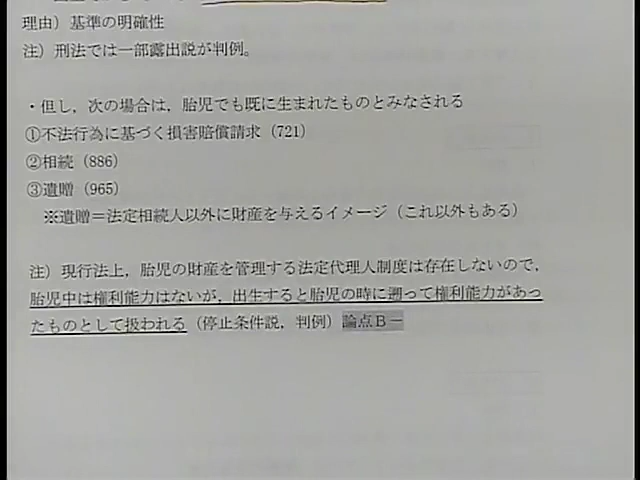 理由）基準の明確性
注）刑法では一部露出説が判例。
・但し，次の場合は，胎児でも既に生まれたものとみなされる
①不法行為に基づく損害賠償請求（721）
②相続（886）
③遺贈（965）
※遺贈＝法定相続人以外に財産を与えるイメージ（これ以外もある）
注）現行法上，胎児の財産を管理する法定代理人制度は存在しないので，
胎児中は権利能力はないが，出生すると胎児の時に遡って権利能力があっ
たものとして扱われる（停止条件説，判例）論点Ｂ－